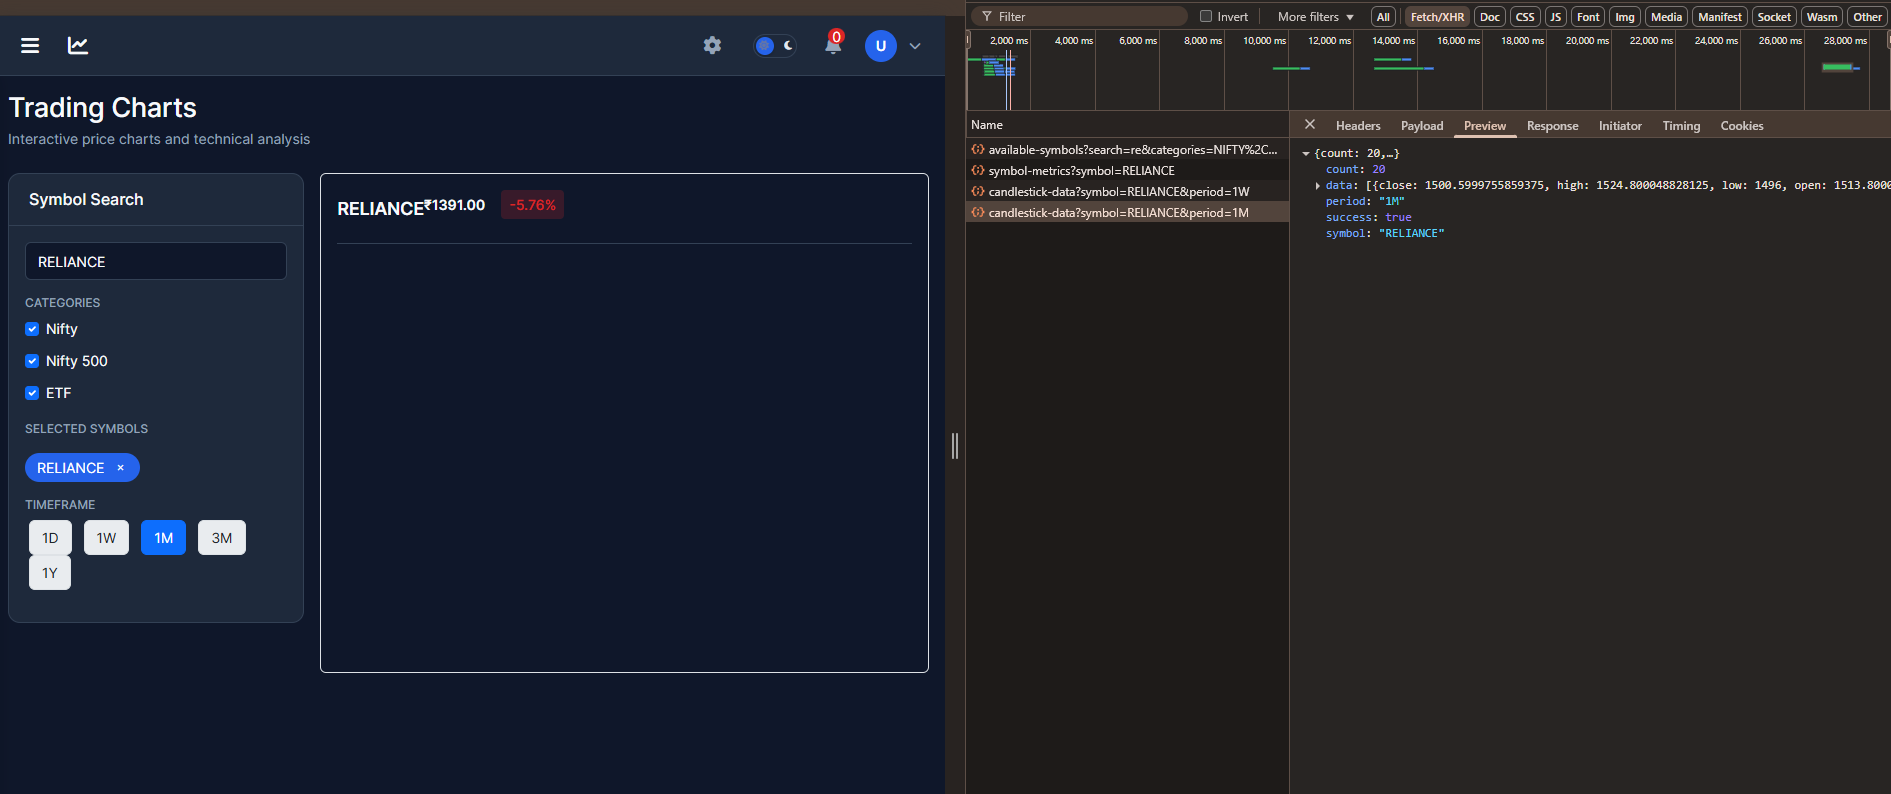 0
U
Trading Charts
Interactive price charts and technical analysis
Symbol Search
RELIANCE
CATEGORIES
Nifty
Nifty 500
ETF
SELECTED SYMBOLS
RELIANCE ×
TIMEFRAME
1D 1W 1M 3M
1Y
RELIANCE ₹1391.00 -5.76%
Filter Invert More filters All Fetch/XHR Doc CSS JS Font Img Media Manifest Socket Wasm Other
2,000 ms 4,000 ms 6,000 ms 8,000 ms 10,000 ms 12,000 ms 14,000 ms 16,000 ms 18,000 ms 20,000 ms 22,000 ms 24,000 ms 26,000 ms 28,000 ms
Name
available-symbols?search=re&categories=NIFTY%2C...
symbol-metrics?symbol=RELIANCE
candlestick-data?symbol=RELIANCE&period=1W
candlestick-data?symbol=RELIANCE&period=1M
Headers Payload Preview Response Initiator Timing Cookies
{count: 20,…}
count: 20
data: [{close: 1500.5999755859375, high: 1524.800048828125, low: 1496, open: 1513.8000
period: "1M"
success: true
symbol: "RELIANCE"